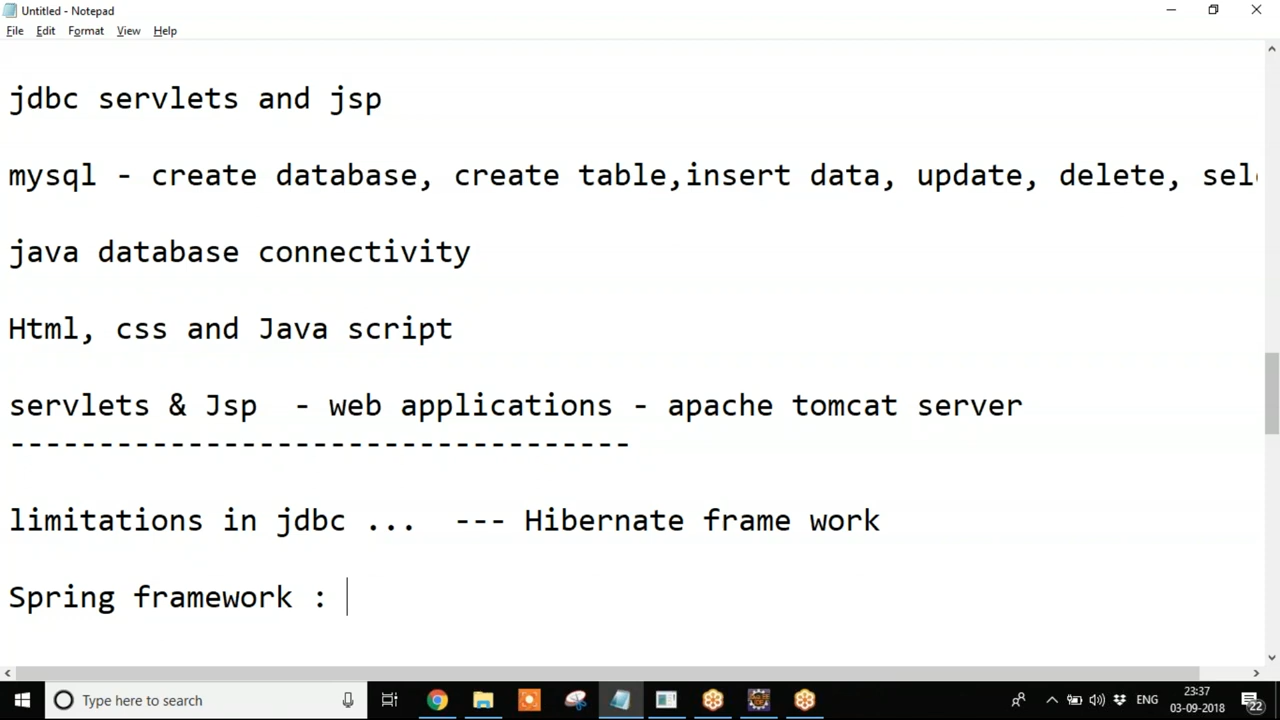 Untitled - Notepad
File Edit Format View Help
jdbc servlets and jsp
mysql - create database, create table,insert data, update, delete,
java database connectivity
Html, css and Java script
servlets & Jsp  - web applications - apache tomcat server
-----------------------------------
limitations in jdbc ...  --- Hibernate frame work
Spring framework :
Type here to search
ENG
23:37
03-09-2018
22